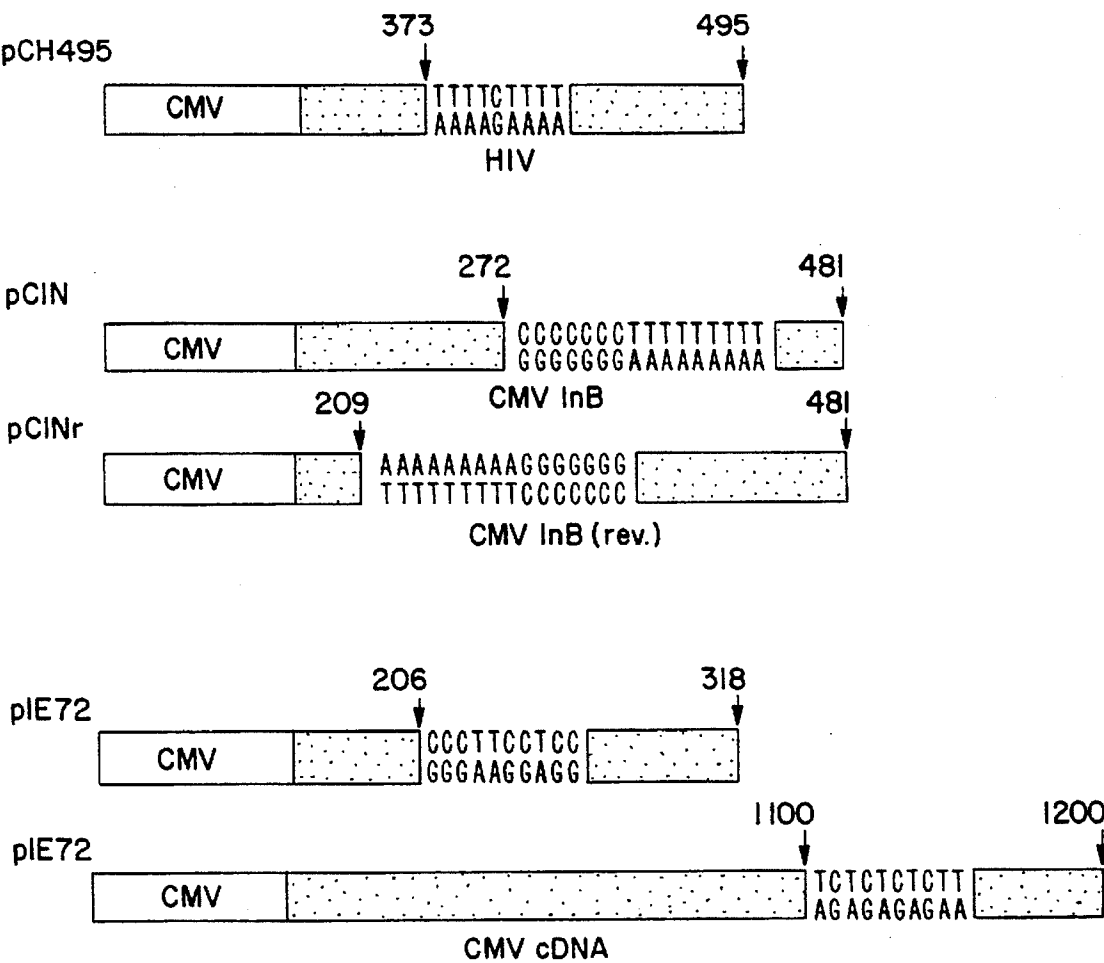 373 495
pCH495
CMV TTTTCTTTT
AAAAGAAAA
HIV
272 481
pCIN
CMV CCCCCCCTTTTTTTTT
GGGGGGGAAAAAAAAA
CMV InB
209 481
pCINr
CMV AAAAAAAAAGGGGGGG
TTTTTTTTTCCCCCCC
CMV InB (rev.)
206 318
pIE72
CMV CCCTTCCTCC
GGGAAGGAGG
1100 1200
pIE72
CMV TCTCTCTCTT
AGAGAGAGAA
CMV cDNA